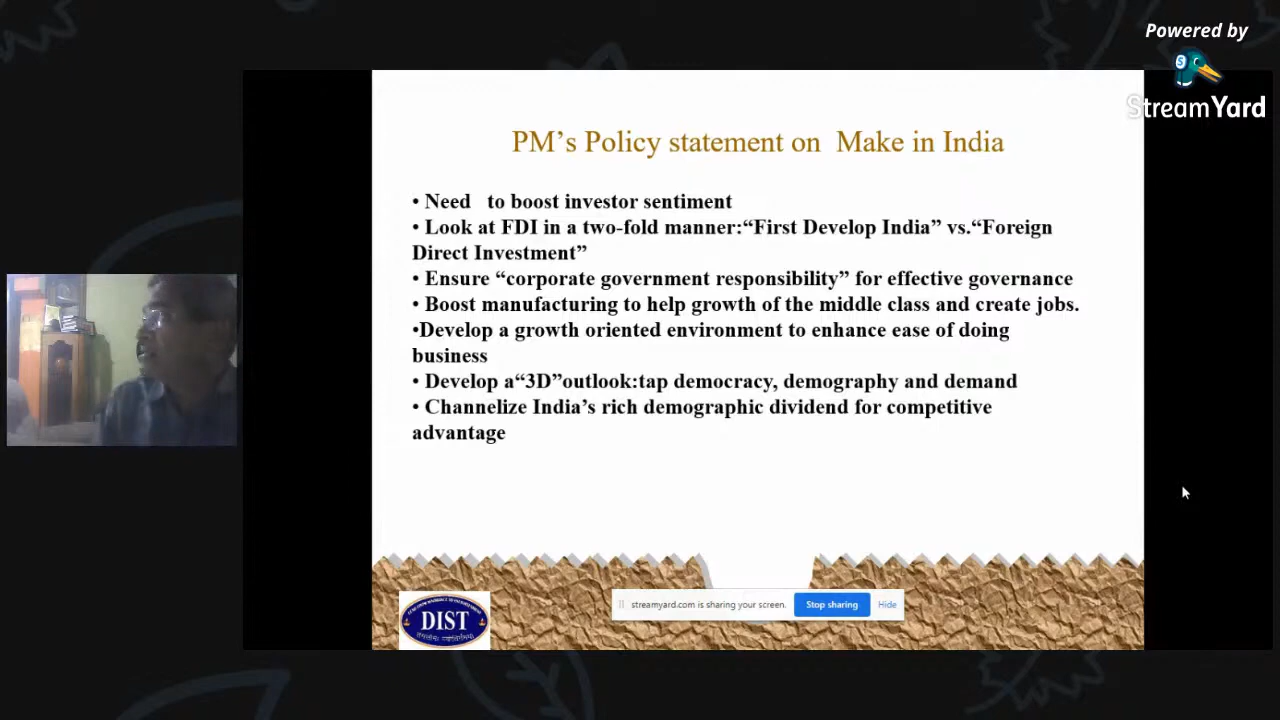 Powered by
StreamYard
PM’s Policy statement on  Make in India
• Need   to boost investor sentiment
• Look at FDI in a two-fold manner:“First Develop India” vs.“Foreign
Direct Investment”
• Ensure “corporate government responsibility” for effective governance
• Boost manufacturing to help growth of the middle class and create jobs.
•Develop a growth oriented environment to enhance ease of doing
business
• Develop a“3D”outlook:tap democracy, demography and demand
• Channelize India’s rich demographic dividend for competitive
advantage
streamyard.com is sharing your screen.
Stop sharing
Hide
DIST